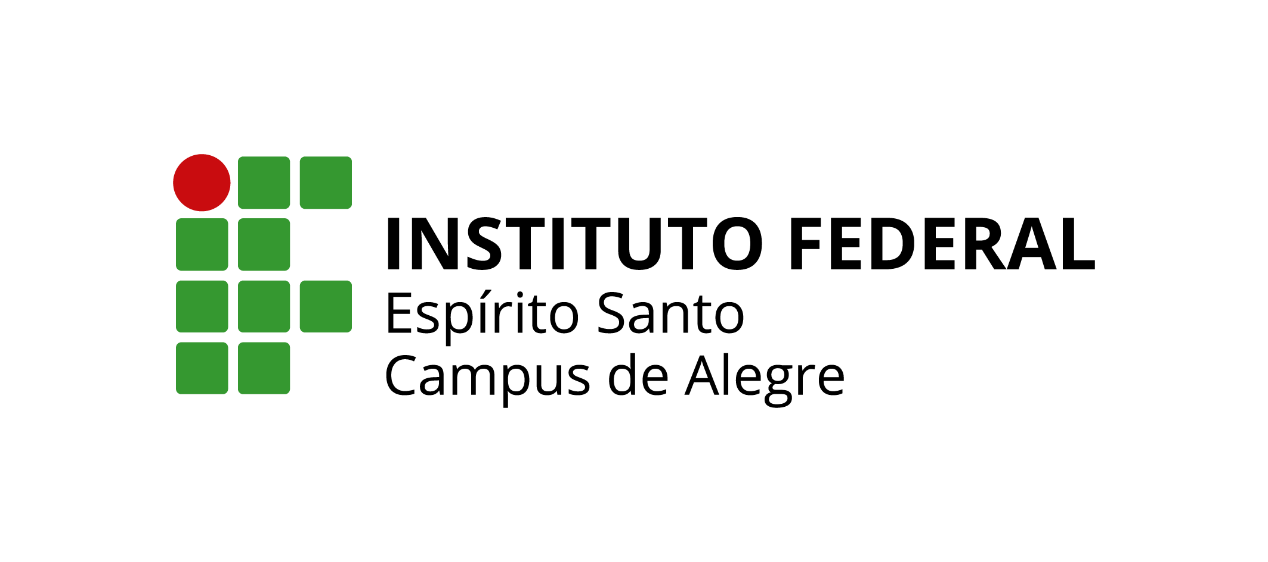 INSTITUTO FEDERAL
Espírito Santo
Campus de Alegre